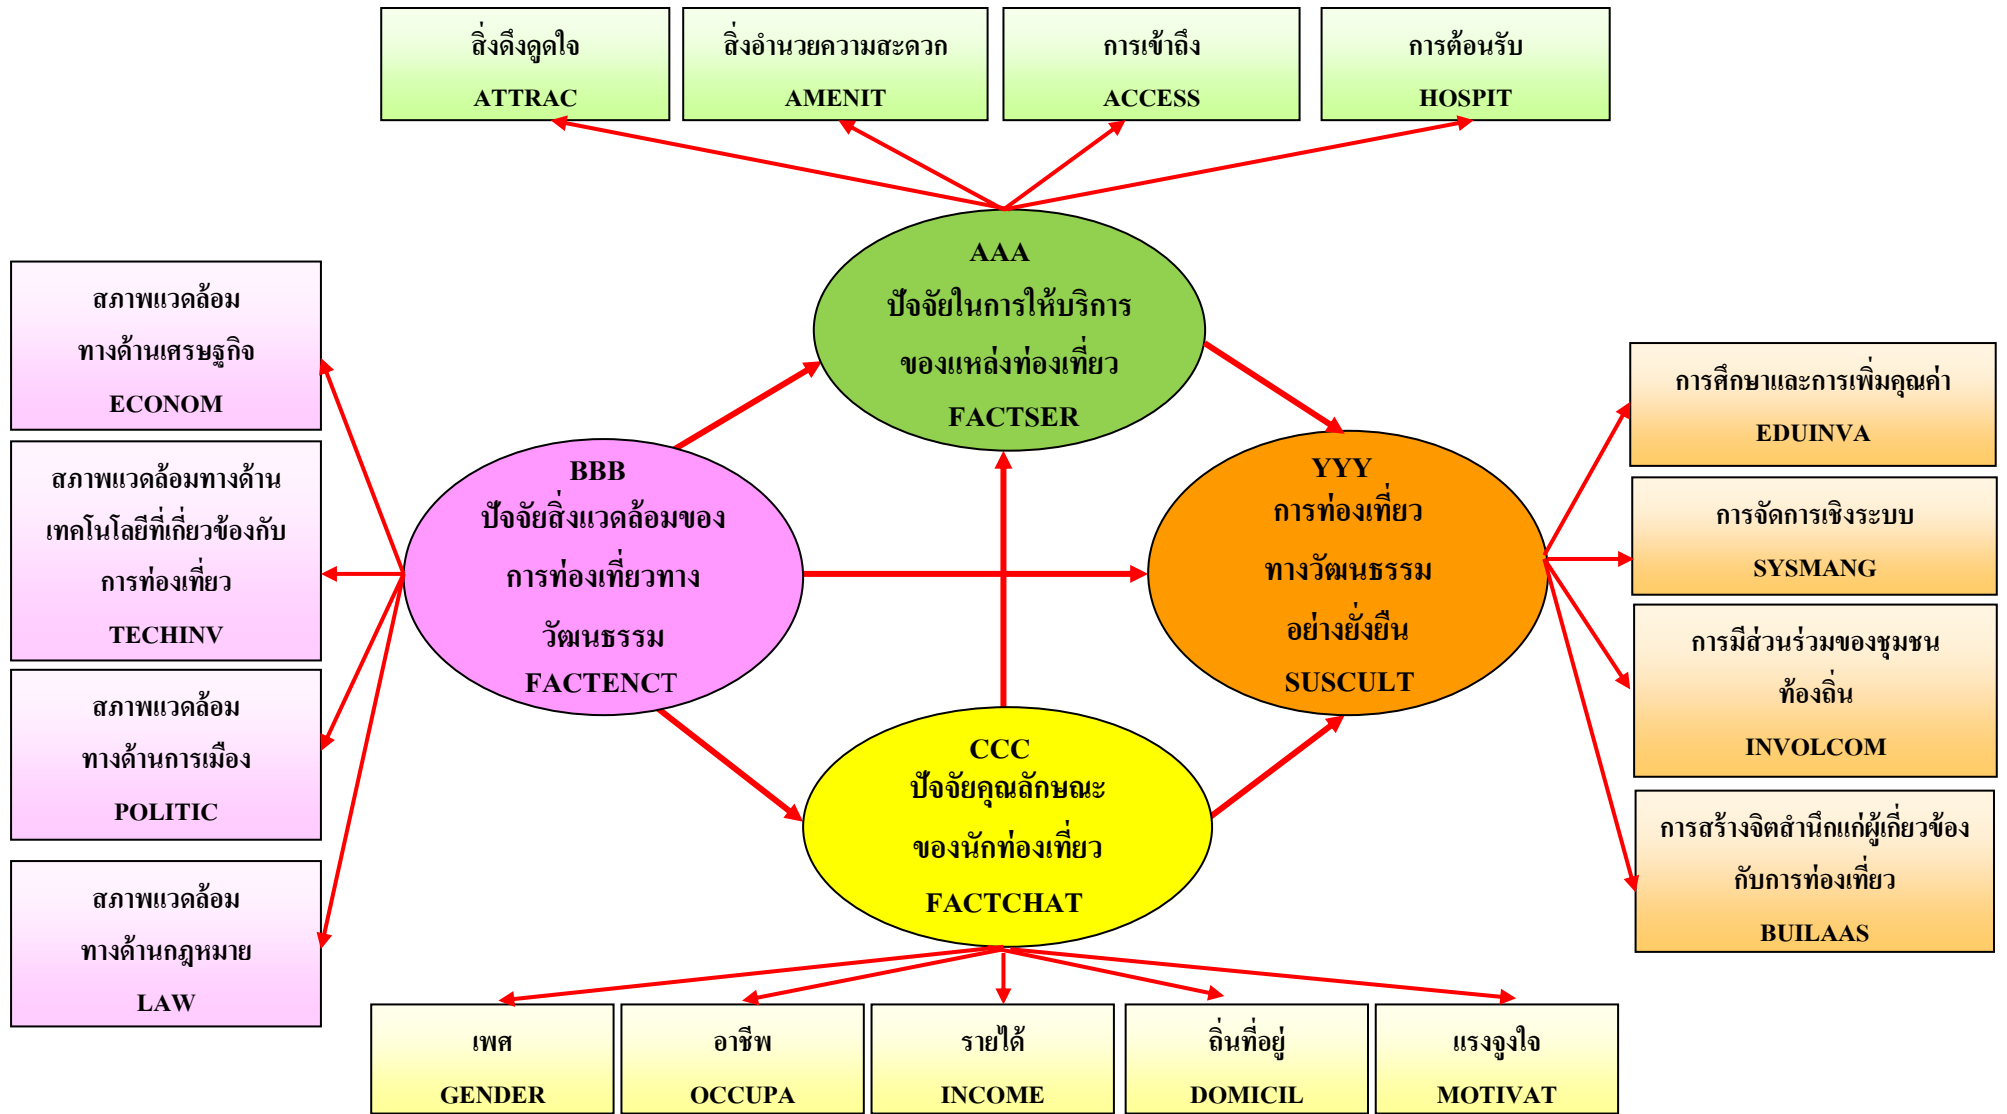 สิ่งดึงดูดใจ
ATTRAC
สิ่งอำนวยความสะดวก
AMENIT
การเข้าถึง
ACCESS
การต้อนรับ
HOSPIT
AAA
ปัจจัยในการให้บริการ
ของแหล่งท่องเที่ยว
FACTSER
สภาพแวดล้อม
ทางด้านเศรษฐกิจ
ECONOM
สภาพแวดล้อมทางด้าน
เทคโนโลยีที่เกี่ยวข้องกับ
การท่องเที่ยว
TECHINV
สภาพแวดล้อม
ทางด้านการเมือง
POLITIC
สภาพแวดล้อม
ทางด้านกฎหมาย
LAW
BBB
ปัจจัยสิ่งแวดล้อมของ
การท่องเที่ยวทาง
วัฒนธรรม
FACTENCT
YYY
การท่องเที่ยว
ทางวัฒนธรรม
อย่างยั่งยืน
SUSCULT
การศึกษาและการเพิ่มคุณค่า
EDUINVA
การจัดการเชิงระบบ
SYSMANG
การมีส่วนร่วมของชุมชน
ท้องถิ่น
INVOLCOM
การสร้างจิตสำนึกแก่ผู้เกี่ยวข้อง
กับการท่องเที่ยว
BUILAAS
CCC
ปัจจัยคุณลักษณะ
ของนักท่องเที่ยว
FACTCHAT
เพศ
GENDER
อาชีพ
OCCUPA
รายได้
INCOME
ถิ่นที่อยู่
DOMICIL
แรงจูงใจ
MOTIVAT